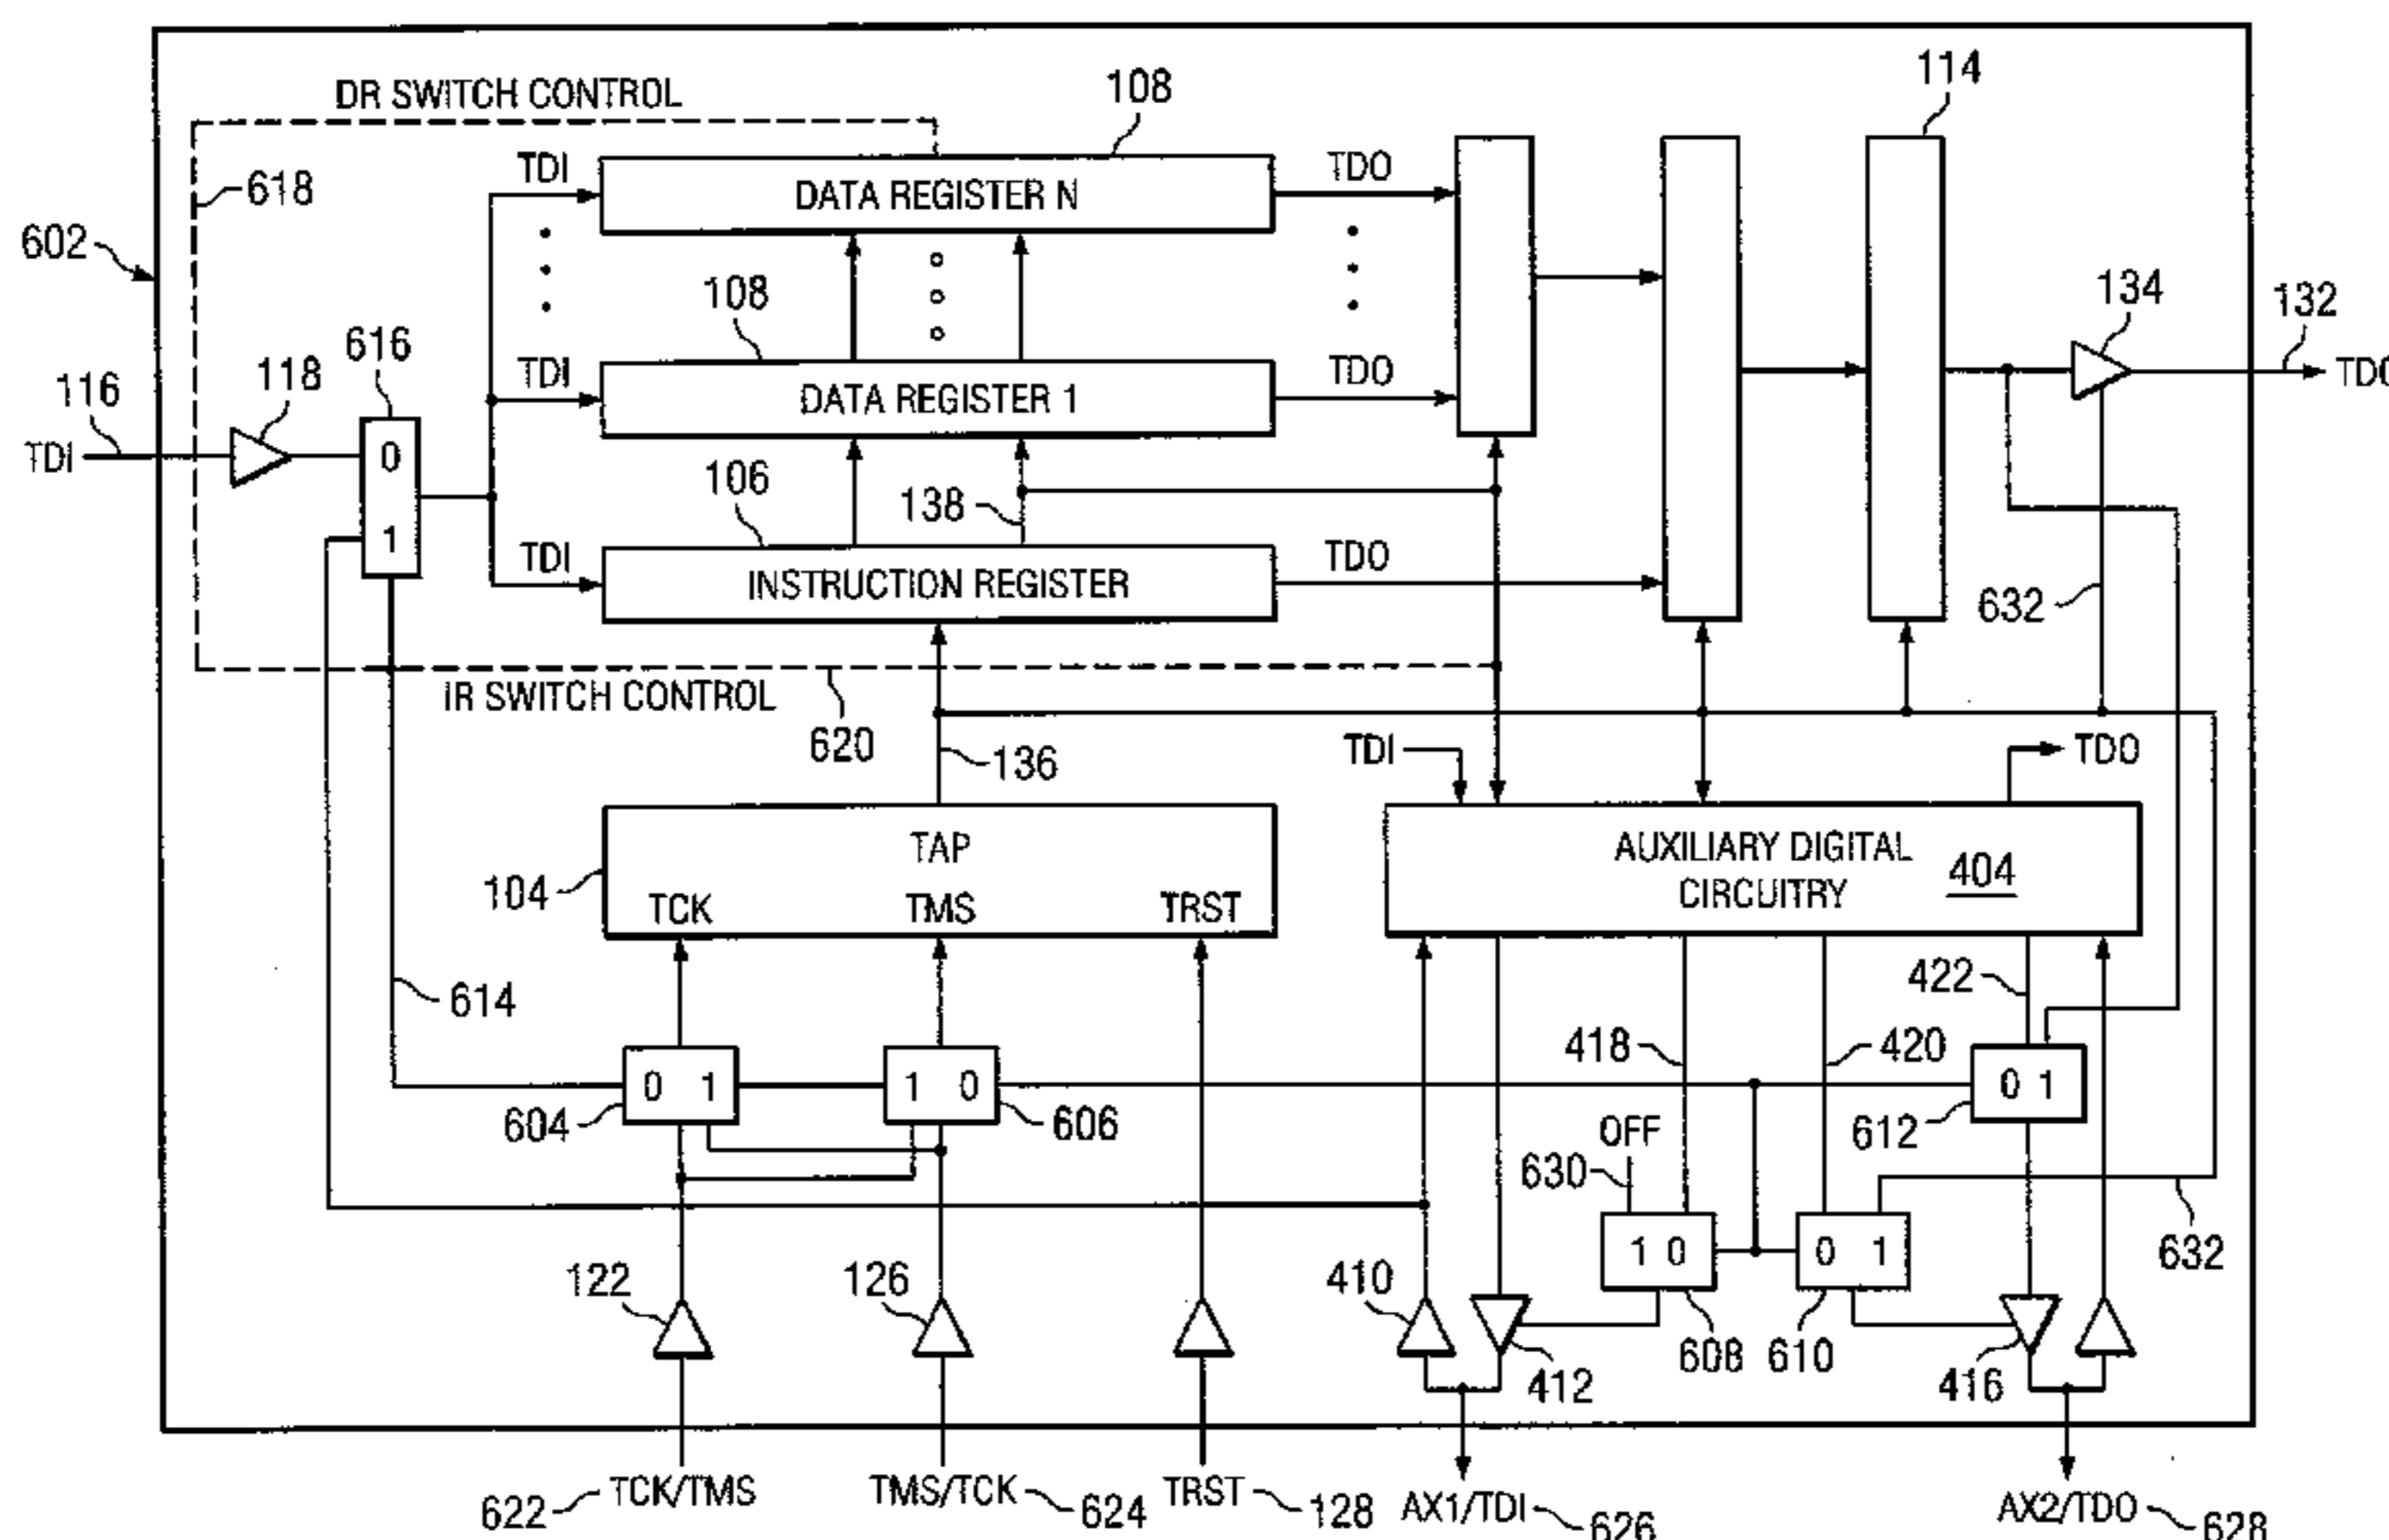 DR SWITCH CONTROL
108
114
618
TDI
DATA REGISTER N
TDO
602
108
134
132
616
118
116
TDI
DATA REGISTER 1
TDO
TDO
0
TDI
106
138
1
TDI
INSTRUCTION REGISTER
TDO
632
IR SWITCH CONTROL
620
136
TDI
TDO
TAP
AUXILIARY DIGITAL
CIRCUITRY
404
104
TCK
TMS
TRST
614
422
418
420
0 1
1 0
0 1
604
606
OFF
612
630
1 0
0 1
632
122
126
410
608
610
412
416
TCK/TMS
622
TMS/TCK
624
TRST
128
AX1/TDI
626
AX2/TDO
628